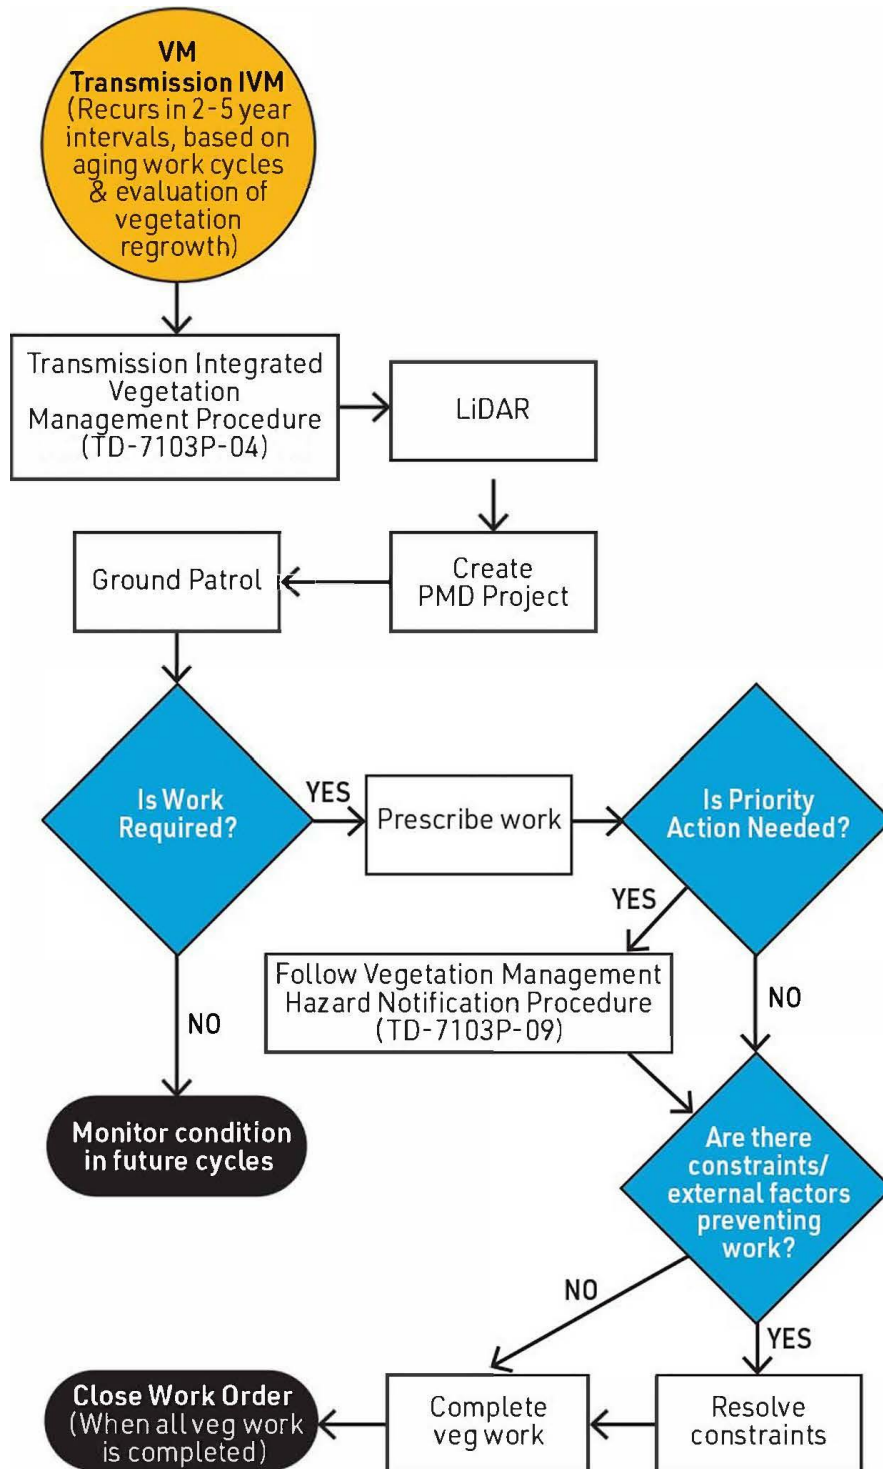 VM
Transmission IVM
(Recurs in 2-5 year
intervals, based on
aging work cycles
& evaluation of
vegetation
regrowth)
Transmission Integrated
Vegetation
Management Procedure
(TD-7103P-04)
LiDAR
Ground Patrol
Create
PMD Project
Is Work
Required?
YES
Prescribe work
Is Priority
Action Needed?
YES
Follow Vegetation Management
Hazard Notification Procedure
(TD-7103P-09)
NO
NO
Monitor condition
in future cycles
Are there
constraints/
external factors
preventing
work?
NO
YES
Close Work Order
(When all veg work
is completed)
Complete
veg work
Resolve
constraints